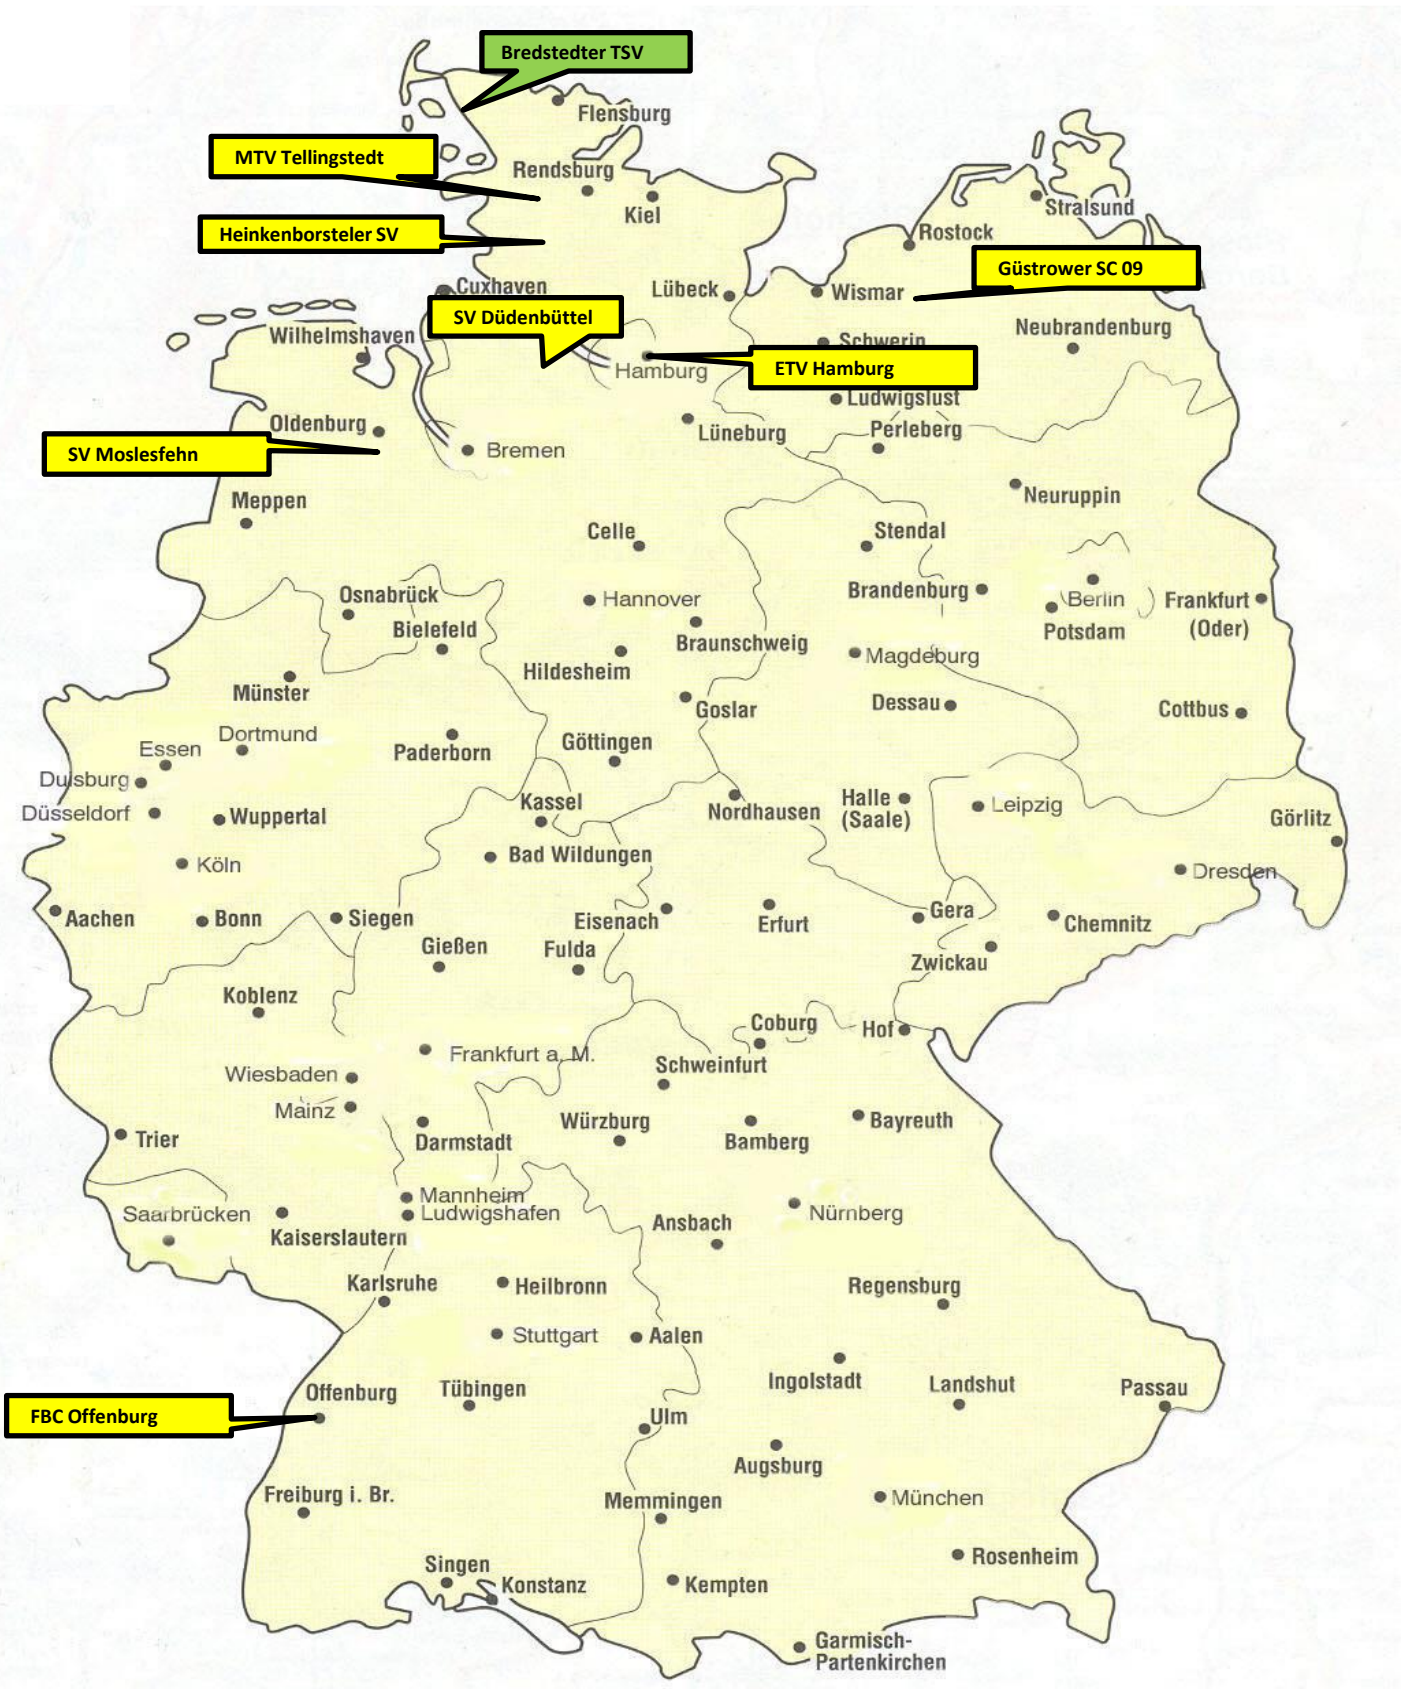 Bredstedter TSV
Flensburg
MTV Tellingstedt
Rendsburg
Kiel
Stralsund
Heinkenborsteler SV
Rostock
Güstrower SC 09
Cuxhaven
Lübeck
Wismar
SV Düdenbüttel
Wilhelmshaven
Neubrandenburg
Schwerin
Hamburg
ETV Hamburg
Ludwigslust
Oldenburg
Lüneburg
Perleberg
SV Moslesfehn
Bremen
Meppen
Neuruppin
Celle
Stendal
Osnabrück
Hannover
Brandenburg
Berlin
Frankfurt
(Oder)
Potsdam
Bielefeld
Braunschweig
Magdeburg
Hildesheim
Münster
Goslar
Dessau
Cottbus
Dortmund
Essen
Paderborn
Göttingen
Duisburg
Düsseldorf
Wuppertal
Kassel
Nordhausen
Halle
(Saale)
Leipzig
Görlitz
Köln
Bad Wildungen
Dresden
Aachen
Bonn
Siegen
Eisenach
Erfurt
Gera
Chemnitz
Gießen
Fulda
Zwickau
Koblenz
Coburg
Hof
Frankfurt a. M.
Schweinfurt
Wiesbaden
Mainz
Würzburg
Bayreuth
Trier
Darmstadt
Bamberg
Mannheim
Ludwigshafen
Saarbrücken
Kaiserslautern
Ansbach
Nürnberg
Karlsruhe
Heilbronn
Regensburg
Stuttgart
Aalen
Offenburg
Tübingen
Ingolstadt
Landshut
Passau
FBC Offenburg
Ulm
Augsburg
Freiburg i. Br.
Memmingen
München
Singen
Konstanz
Kempten
Rosenheim
Garmisch-
Partenkirchen